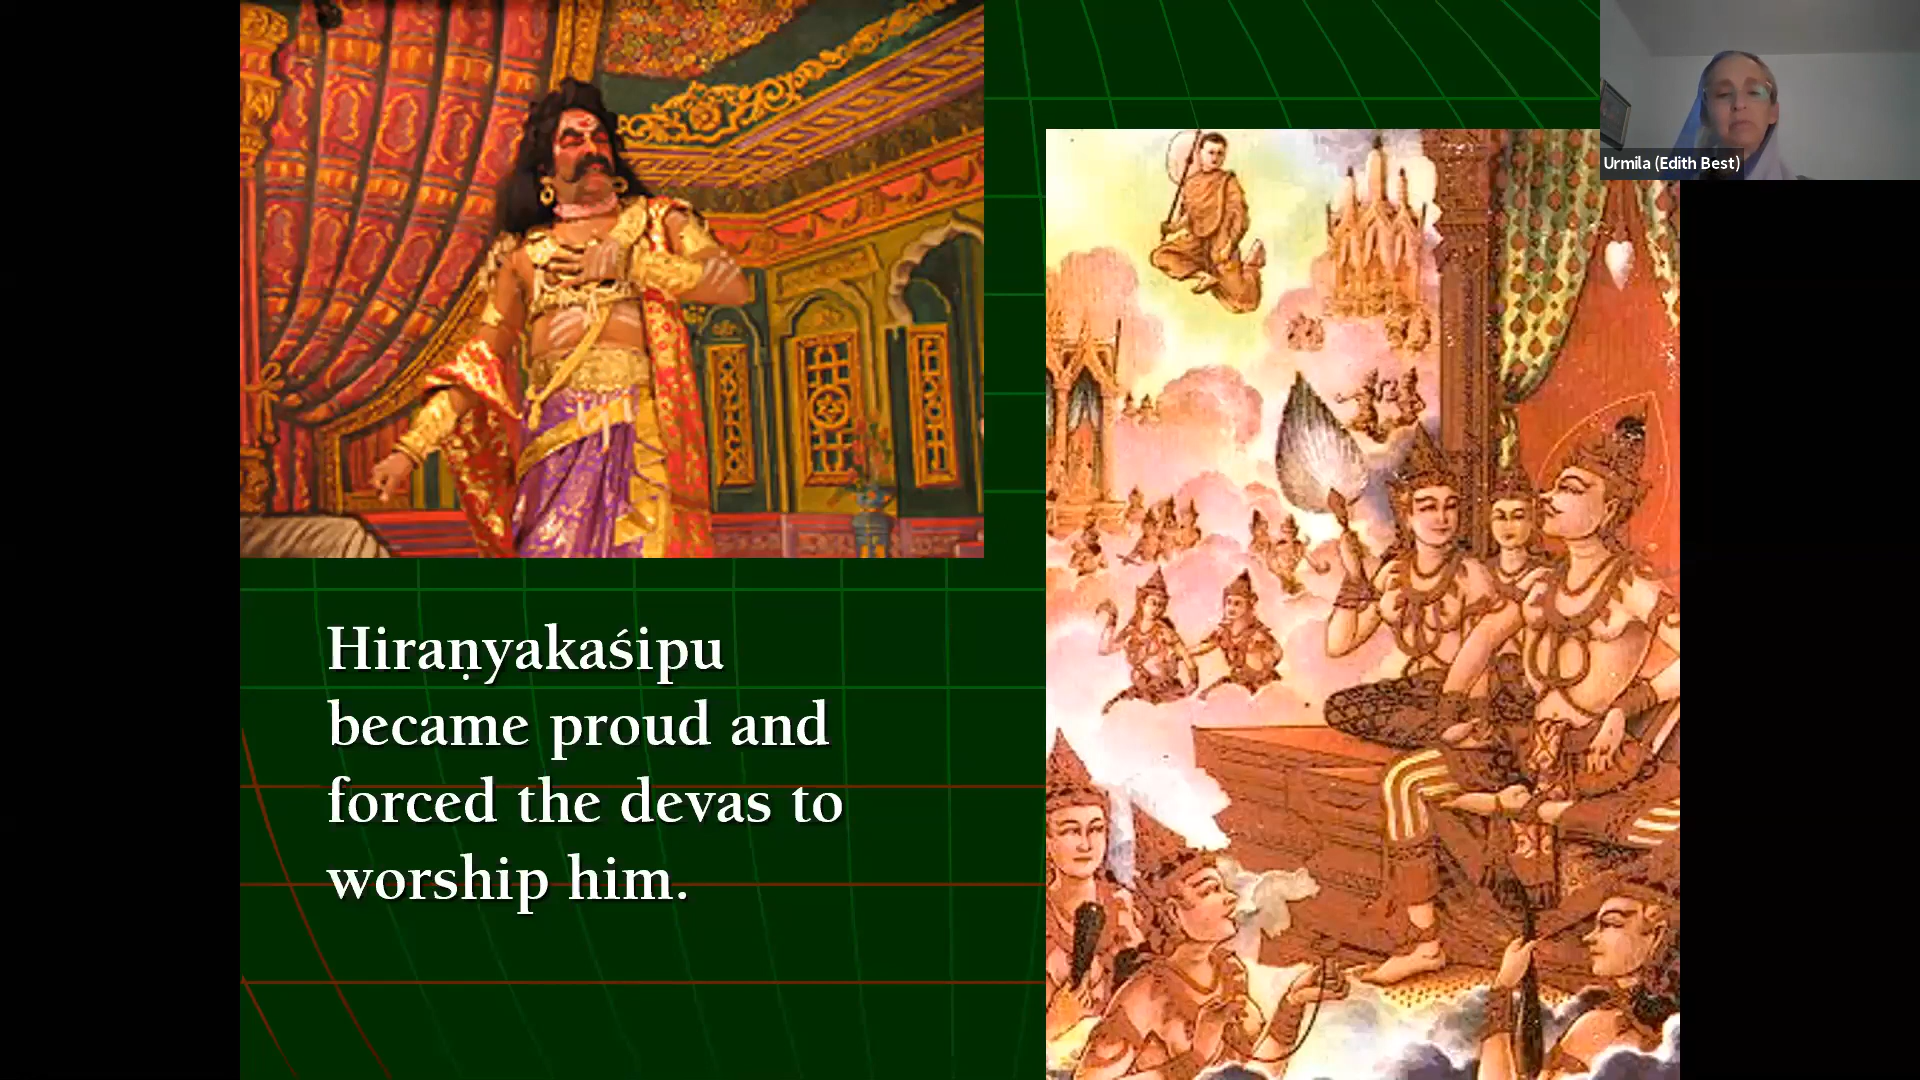 Urmila (Edith Best)
Hiraṇyakaśipu
became proud and
forced the devas to
worship him.